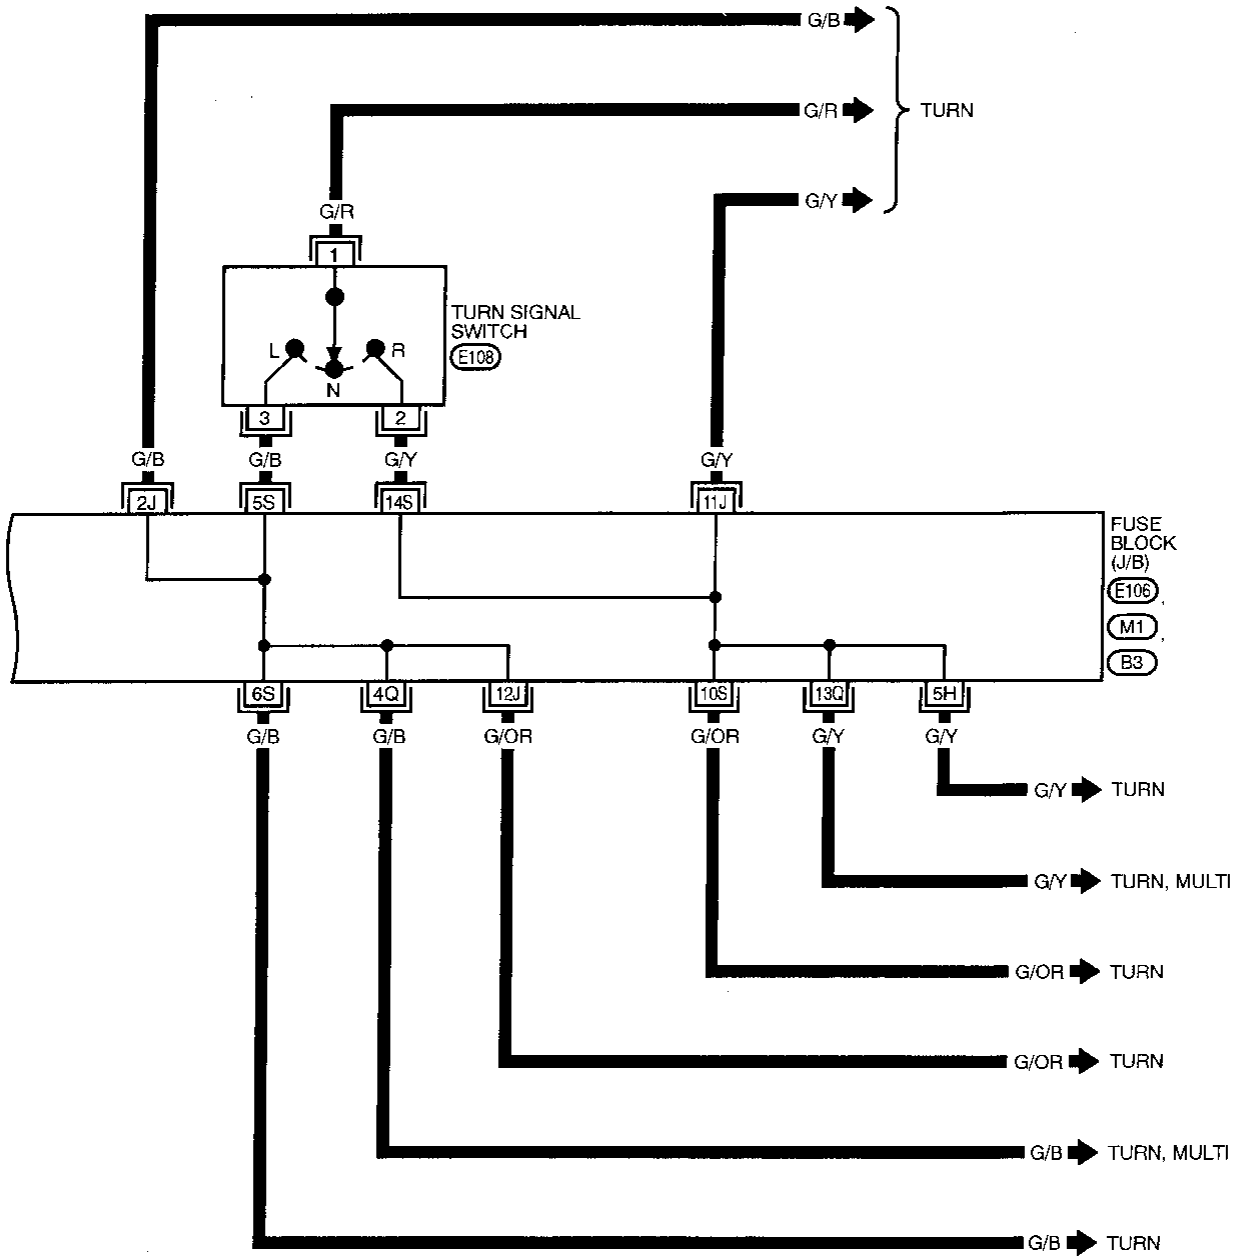 G/B
G/R
TURN
G/Y
G/R
1
TURN SIGNAL
SWITCH
E108
L
R
N
3
2
G/B
G/B
G/Y
G/Y
2J
5S
14S
11J
FUSE
BLOCK
(J/B)
E106 ,
M1 ,
B3
6S
4Q
12J
10S
13Q
5H
G/B
G/B
G/OR
G/OR
G/Y
G/Y
G/Y TURN
G/Y TURN, MULTI
G/OR TURN
G/OR TURN
G/B TURN, MULTI
G/B TURN